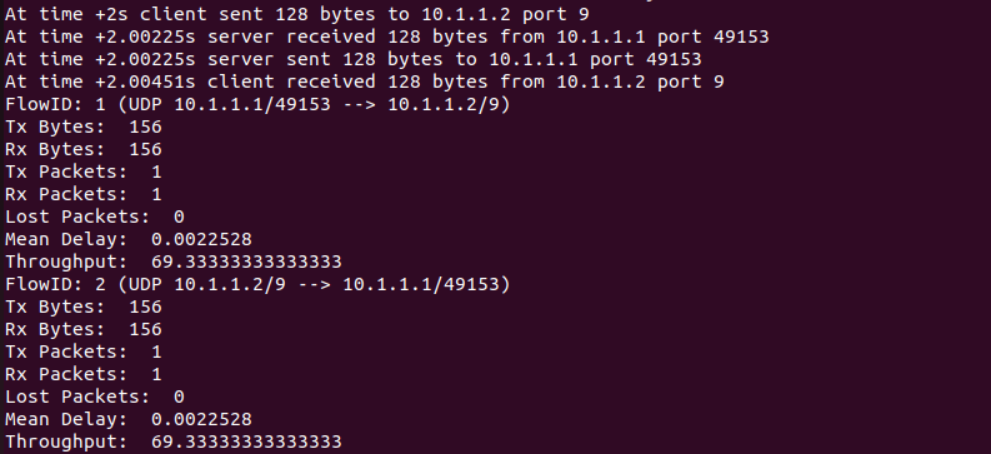 At time +2s client sent 128 bytes to 10.1.1.2 port 9
At time +2.00225s server received 128 bytes from 10.1.1.1 port 49153
At time +2.00225s server sent 128 bytes to 10.1.1.1 port 49153
At time +2.00451s client received 128 bytes from 10.1.1.2 port 9
FlowID: 1 (UDP 10.1.1.1/49153 --> 10.1.1.2/9)
Tx Bytes:  156
Rx Bytes:  156
Tx Packets:  1
Rx Packets:  1
Lost Packets:  0
Mean Delay:  0.0022528
Throughput:  69.33333333333333
FlowID: 2 (UDP 10.1.1.2/9 --> 10.1.1.1/49153)
Tx Bytes:  156
Rx Bytes:  156
Tx Packets:  1
Rx Packets:  1
Lost Packets:  0
Mean Delay:  0.0022528
Throughput:  69.33333333333333